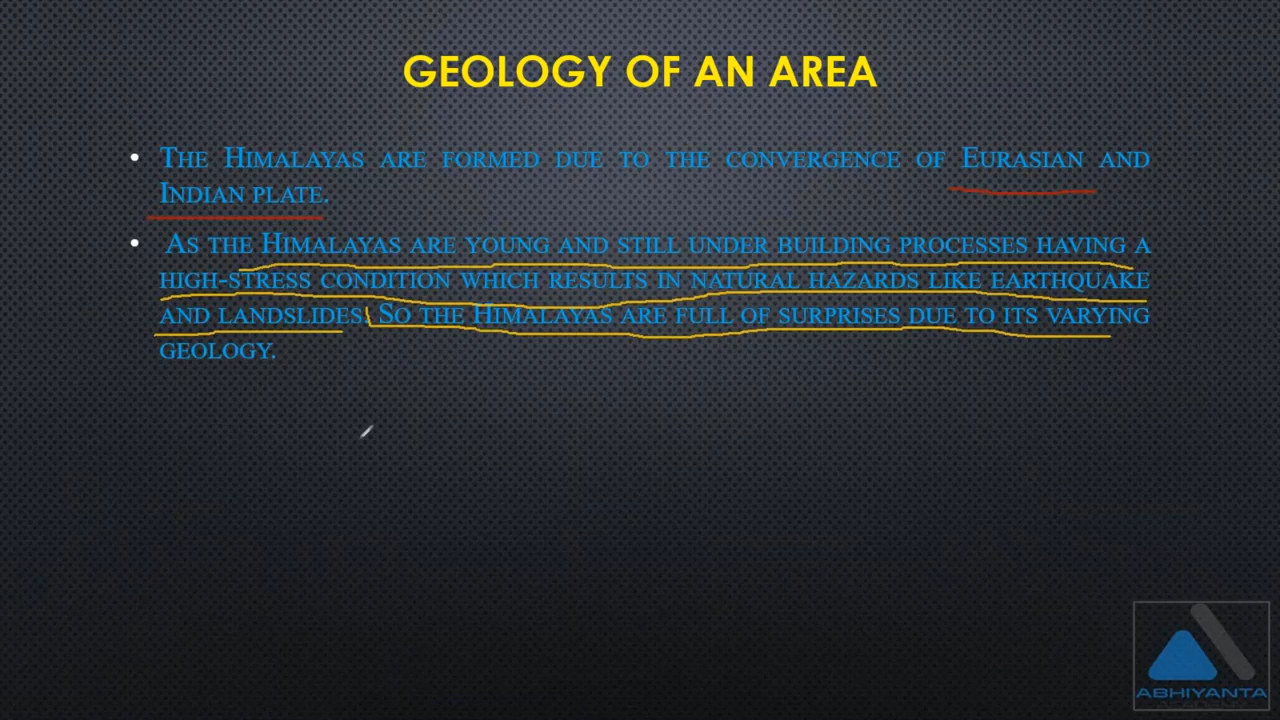 GEOLOGY OF AN AREA
• THE HIMALAYAS ARE FORMED DUE TO THE CONVERGENCE OF EURASIAN AND
INDIAN PLATE.
• AS THE HIMALAYAS ARE YOUNG AND STILL UNDER BUILDING PROCESSES HAVING A
HIGH-STRESS CONDITION WHICH RESULTS IN NATURAL HAZARDS LIKE EARTHQUAKE
AND LANDSLIDES. SO THE HIMALAYAS ARE FULL OF SURPRISES DUE TO ITS VARYING
GEOLOGY.
ABHIYANTA